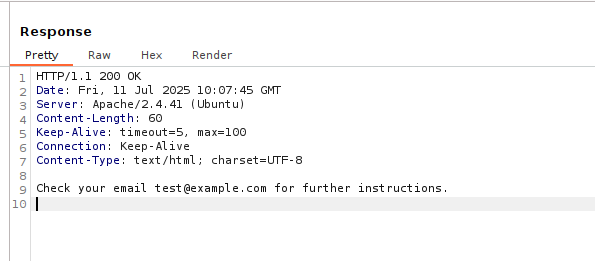 Response
Pretty Raw Hex Render
1 HTTP/1.1 200 OK
2 Date: Fri, 11 Jul 2025 10:07:45 GMT
3 Server: Apache/2.4.41 (Ubuntu)
4 Content-Length: 60
5 Keep-Alive: timeout=5, max=100
6 Connection: Keep-Alive
7 Content-Type: text/html; charset=UTF-8
8
9 Check your email test@example.com for further instructions.
10